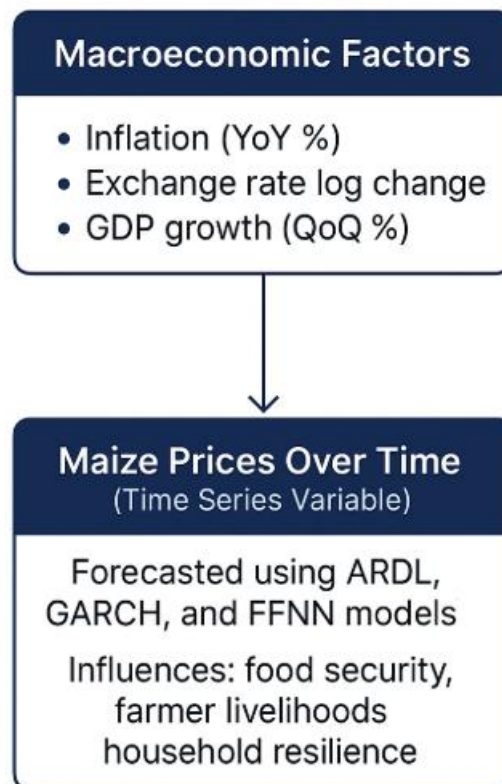 Macroeconomic Factors
• Inflation (YoY %)
• Exchange rate log change
• GDP growth (QoQ %)
Maize Prices Over Time
(Time Series Variable)
Forecasted using ARDL,
GARCH, and FFNN models
Influences: food security,
farmer livelihoods
household resilience